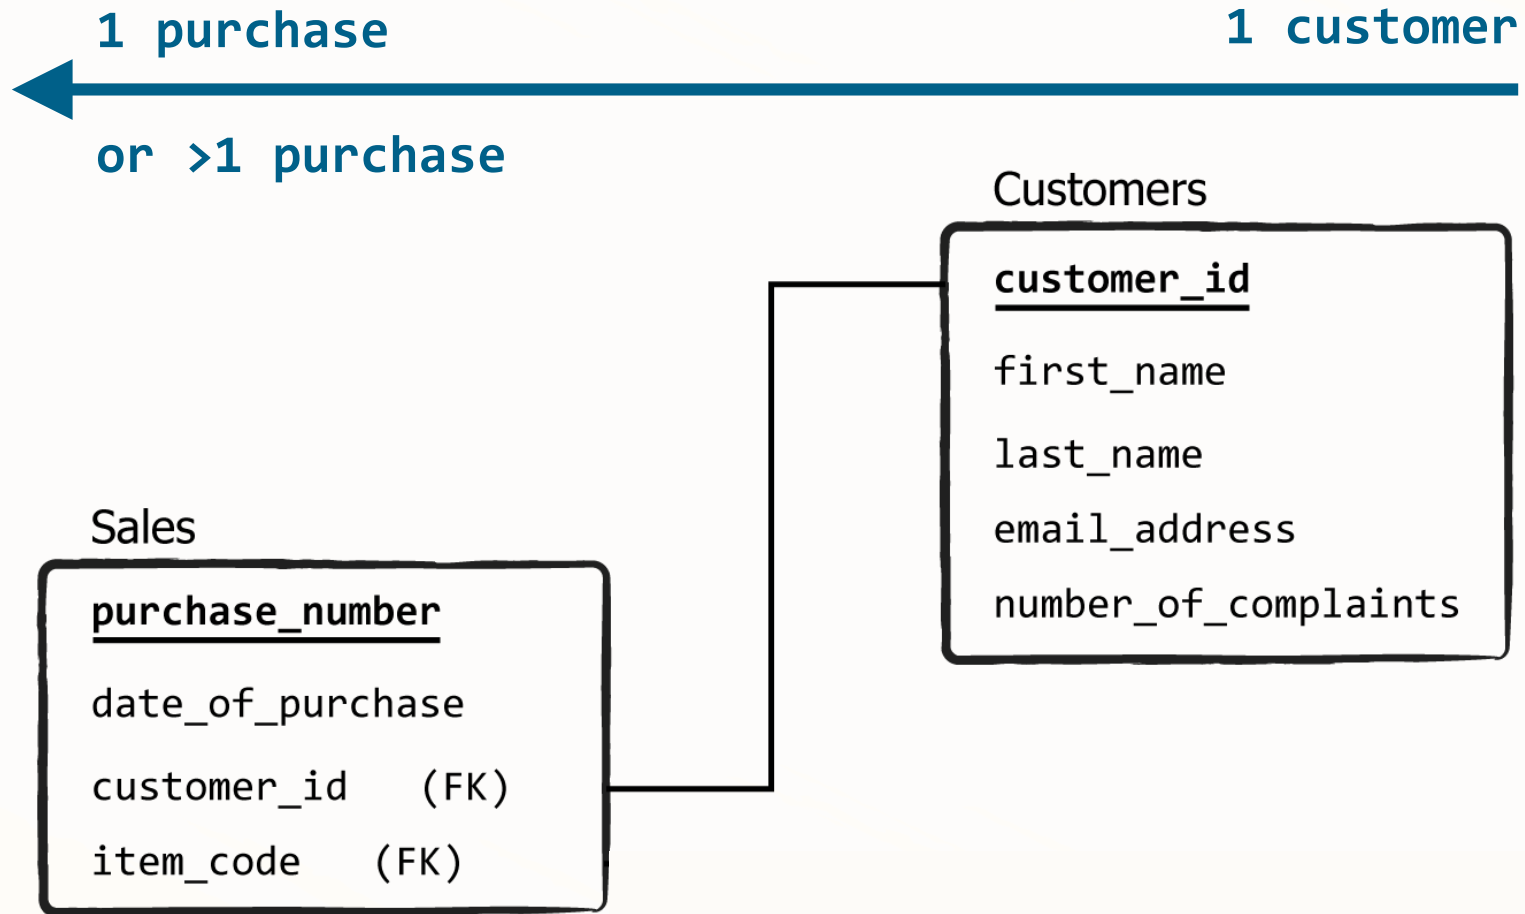 1 purchase
1 customer
or >1 purchase
Customers
customer_id
first_name
last_name
email_address
number_of_complaints
Sales
purchase_number
date_of_purchase
customer_id (FK)
item_code (FK)